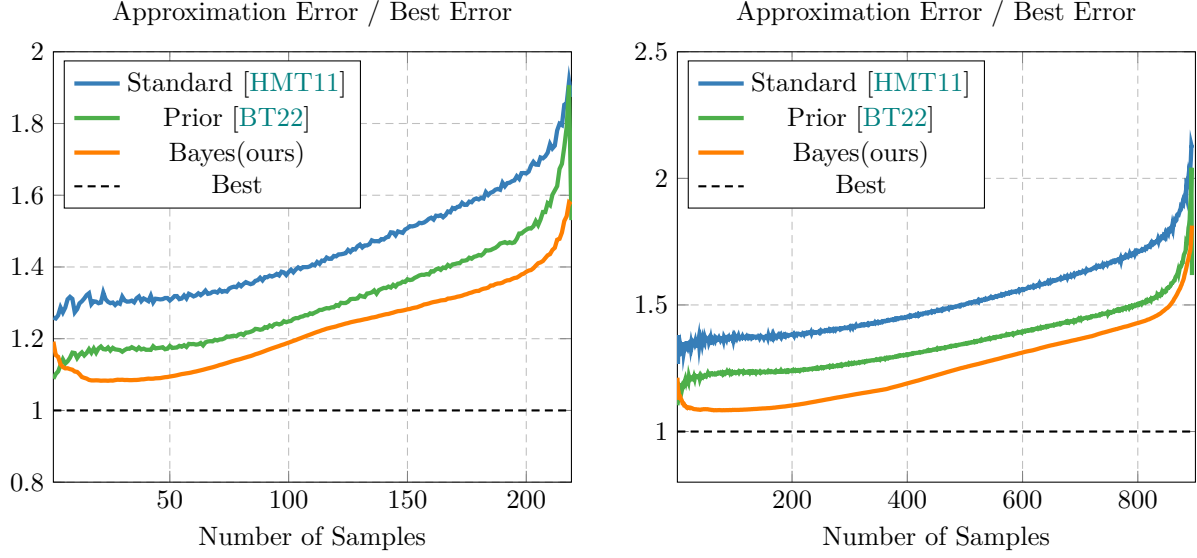 Approximation Error / Best Error
2
1.8
1.6
1.4
1.2
1
0.8
Standard [HMT11]
Prior [BT22]
Bayes(ours)
Best
50
100
150
200
Number of Samples
Approximation Error / Best Error
2.5
2
1.5
1
Standard [HMT11]
Prior [BT22]
Bayes(ours)
Best
200
400
600
800
Number of Samples